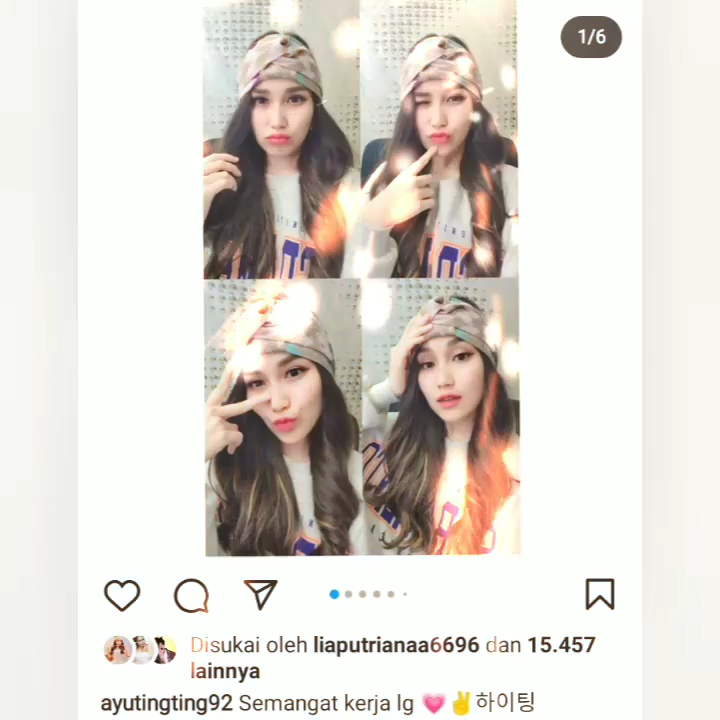 1/6
Disukai oleh liaputrianaa6696 dan 15.457
lainnya
ayutingting92 Semangat kerja lg 💗✌️하이팅